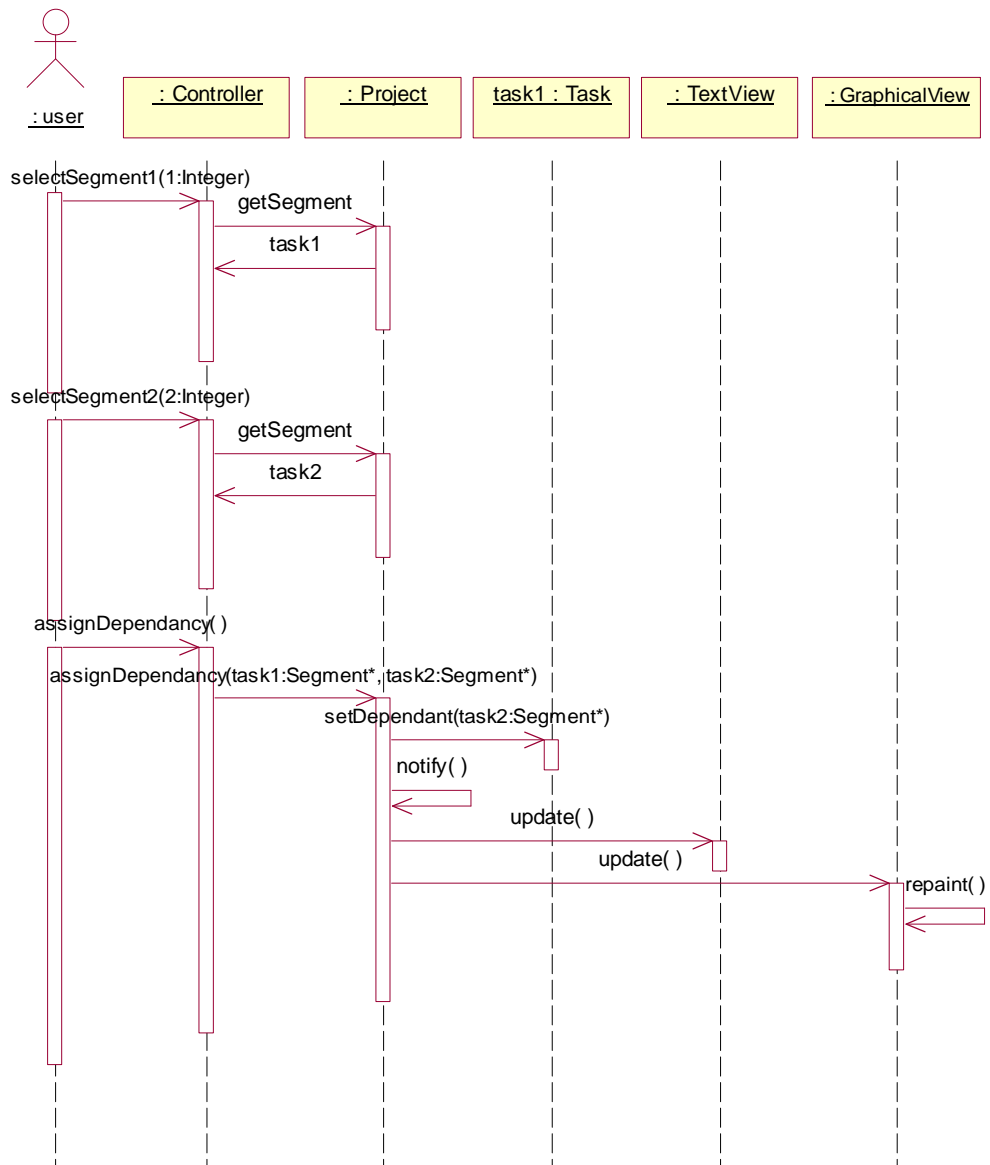 : user
: Controller
: Project
task1 : Task
: TextView
: GraphicalView
selectSegment1(1:Integer)
getSegment
task1
selectSegment2(2:Integer)
getSegment
task2
assignDependancy( )
assignDependancy(task1:Segment*, task2:Segment*)
setDependant(task2:Segment*)
notify( )
update( )
update( )
repaint( )